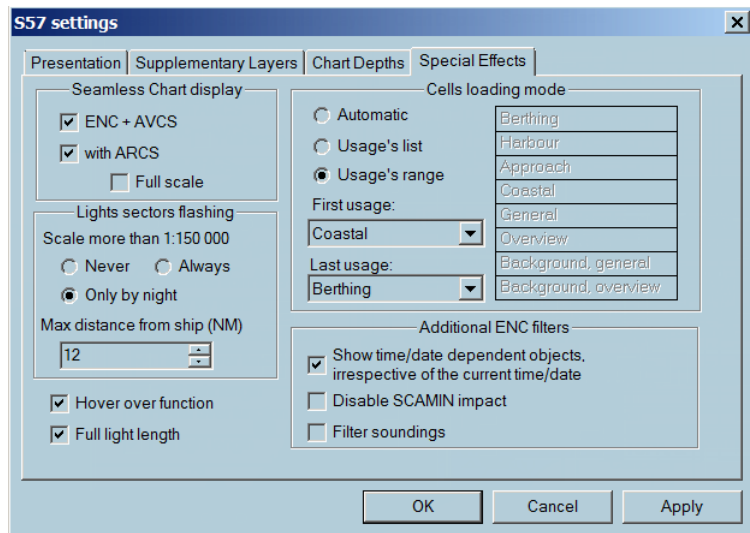 S57 settings
Presentation
Supplementary Layers
Chart Depths
Special Effects
Seamless Chart display
ENC + AVCS
with ARCS
Full scale
Lights sectors flashing
Scale more than 1:150 000
Never
Always
Only by night
Max distance from ship (NM)
12
Hover over function
Full light length
Cells loading mode
Automatic
Usage's list
Usage's range
First usage:
Coastal
Last usage:
Berthing
Berthing
Harbour
Approach
Coastal
General
Overview
Background, general
Background, overview
Additional ENC filters
Show time/date dependent objects,
irrespective of the current time/date
Disable SCAMIN impact
Filter soundings
OK
Cancel
Apply